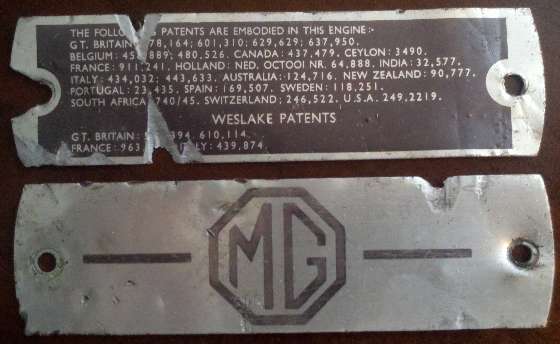 THE FOLLOWING PATENTS ARE EMBODIED IN THIS ENGINE:-
GT. BRITAIN 78,164; 601,310; 629,629; 637,950.
BELGIUM: 45 889; 480,526. CANADA: 437,479. CEYLON: 3490.
FRANCE: 911,241. HOLLAND: NED. OCTOOI NR. 64,888. INDIA: 32,577.
ITALY: 434,032; 443,633. AUSTRALIA: 124,716. NEW ZEALAND: 90,777.
PORTUGAL: 23,435. SPAIN: 169,507. SWEDEN: 118,251.
SOUTH AFRICA 740/45. SWITZERLAND; 246,522. U.S.A. 249,2219.
WESLAKE PATENTS
GT. BRITAIN: 394, 610,114.
FRANCE: 963, ITALY: 439,874
MG